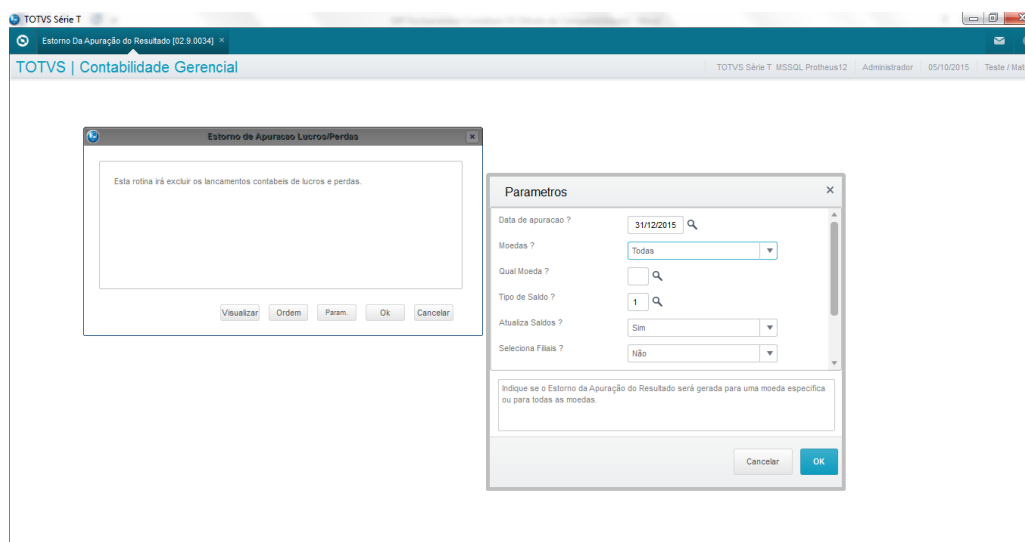 TOTVS Série T
Estorno Da Apuração do Resultado [02.9.0034] ×
TOTVS | Contabilidade Gerencial
TOTVS Série T MSSQL Protheus12 Administrador 05/10/2015 Teste / Mat
Estorno de Apuracao Lucros/Perdas
Esta rotina irá excluir os lancamentos contabeis de lucros e perdas.
Visualizar Ordem Param. Ok Cancelar
Parametros
Data de apuracao ? 31/12/2015
Moedas ? Todas
Qual Moeda ?
Tipo de Saldo ? 1
Atualiza Saldos ? Sim
Seleciona Filiais ? Não
Indique se o Estorno da Apuração do Resultado será gerada para uma moeda específica
ou para todas as moedas.
Cancelar OK